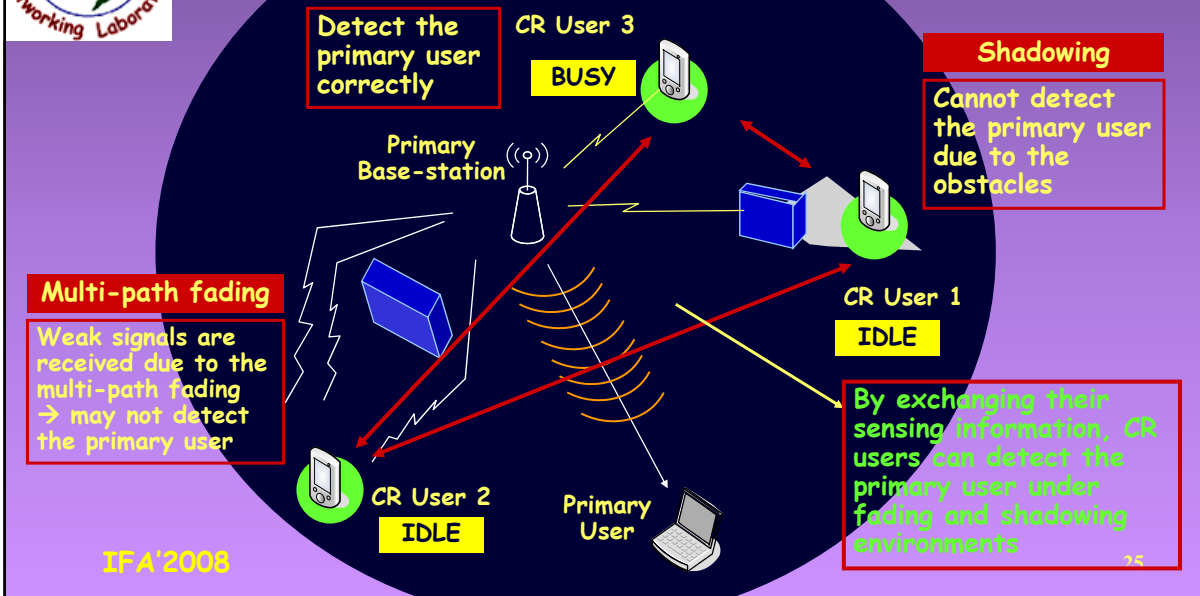 working Labora
Detect the
primary user
correctly
CR User 3
BUSY
Shadowing
Cannot detect
the primary user
due to the
obstacles
Primary
Base-station
Multi-path fading
Weak signals are
received due to the
multi-path fading
→ may not detect
the primary user
CR User 1
IDLE
By exchanging their
sensing information, CR
users can detect the
primary user under
fading and shadowing
environments
CR User 2
IDLE
Primary
User
IFA'2008
25